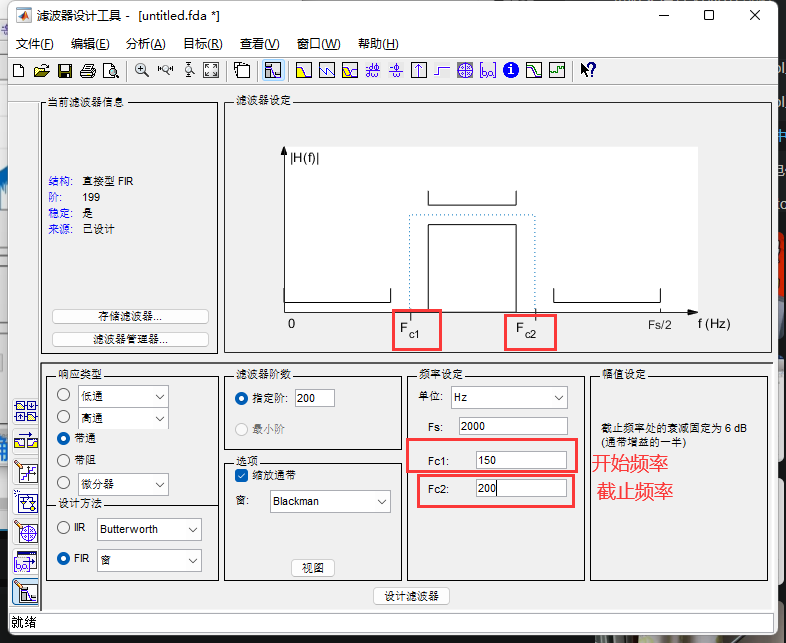 滤波器设计工具 - [untitled.fda *]
文件(F) 编辑(E) 分析(A) 目标(R) 查看(V) 窗口(W) 帮助(H)
当前滤波器信息
结构: 直接型 FIR
阶: 199
稳定: 是
来源: 已设计
存储滤波器...
滤波器管理器...
滤波器设定
|H(f)|
0
Fc1
Fc2
Fs/2
f (Hz)
响应类型
低通
高通
带通
带阻
微分器
设计方法
IIR Butterworth
FIR 窗
滤波器阶数
指定阶: 200
最小阶
选项
缩放通带
窗: Blackman
视图
频率设定
单位: Hz
Fs: 2000
Fc1: 150
开始频率
Fc2: 200
截止频率
幅值设定
截止频率处的衰减固定为 6 dB
(通带增益的一半)
设计滤波器
就绪